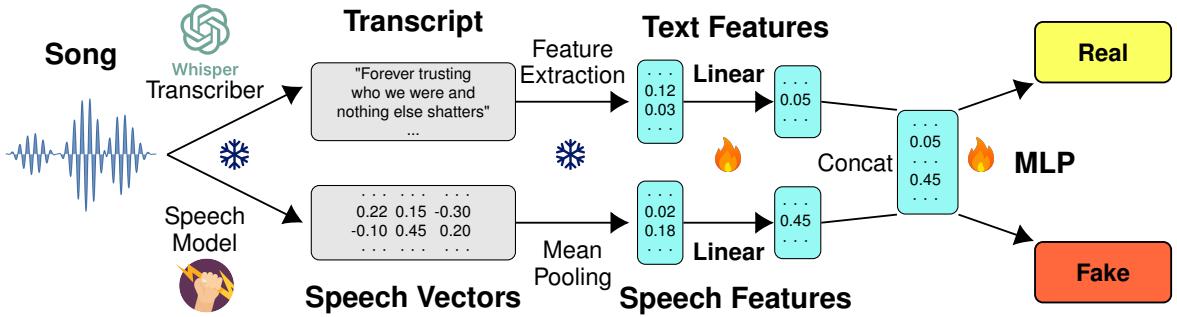 Song
Whisper
Transcriber
Speech
Model
Transcript
"Forever trusting
who we were and
nothing else shatters"
...
. . . . . . . . .
0.22 0.15 -0.30
-0.10 0.45 0.20
. . . . . . . . .
Speech Vectors
Feature
Extraction
Mean
Pooling
Text Features
. . .
0.12
0.03
. . .
Linear
. . .
0.05
. . .
. . .
0.02
0.18
. . .
Linear
. . .
0.45
. . .
Speech Features
Concat
. . .
0.05
. . .
0.45
. . .
MLP
Real
Fake